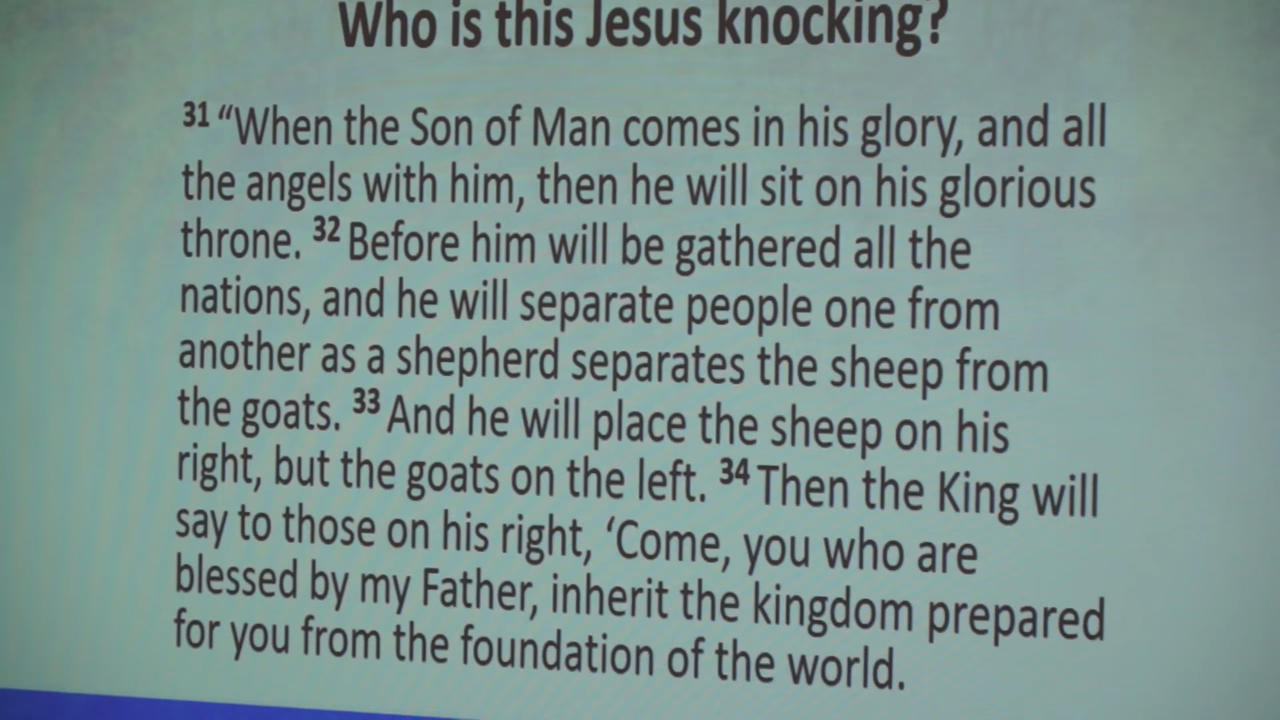 Who is this Jesus knocking?
31 “When the Son of Man comes in his glory, and all
the angels with him, then he will sit on his glorious
throne. 32 Before him will be gathered all the
nations, and he will separate people one from
another as a shepherd separates the sheep from
the goats. 33 And he will place the sheep on his
right, but the goats on the left. 34 Then the King will
say to those on his right, ‘Come, you who are
blessed by my Father, inherit the kingdom prepared
for you from the foundation of the world.